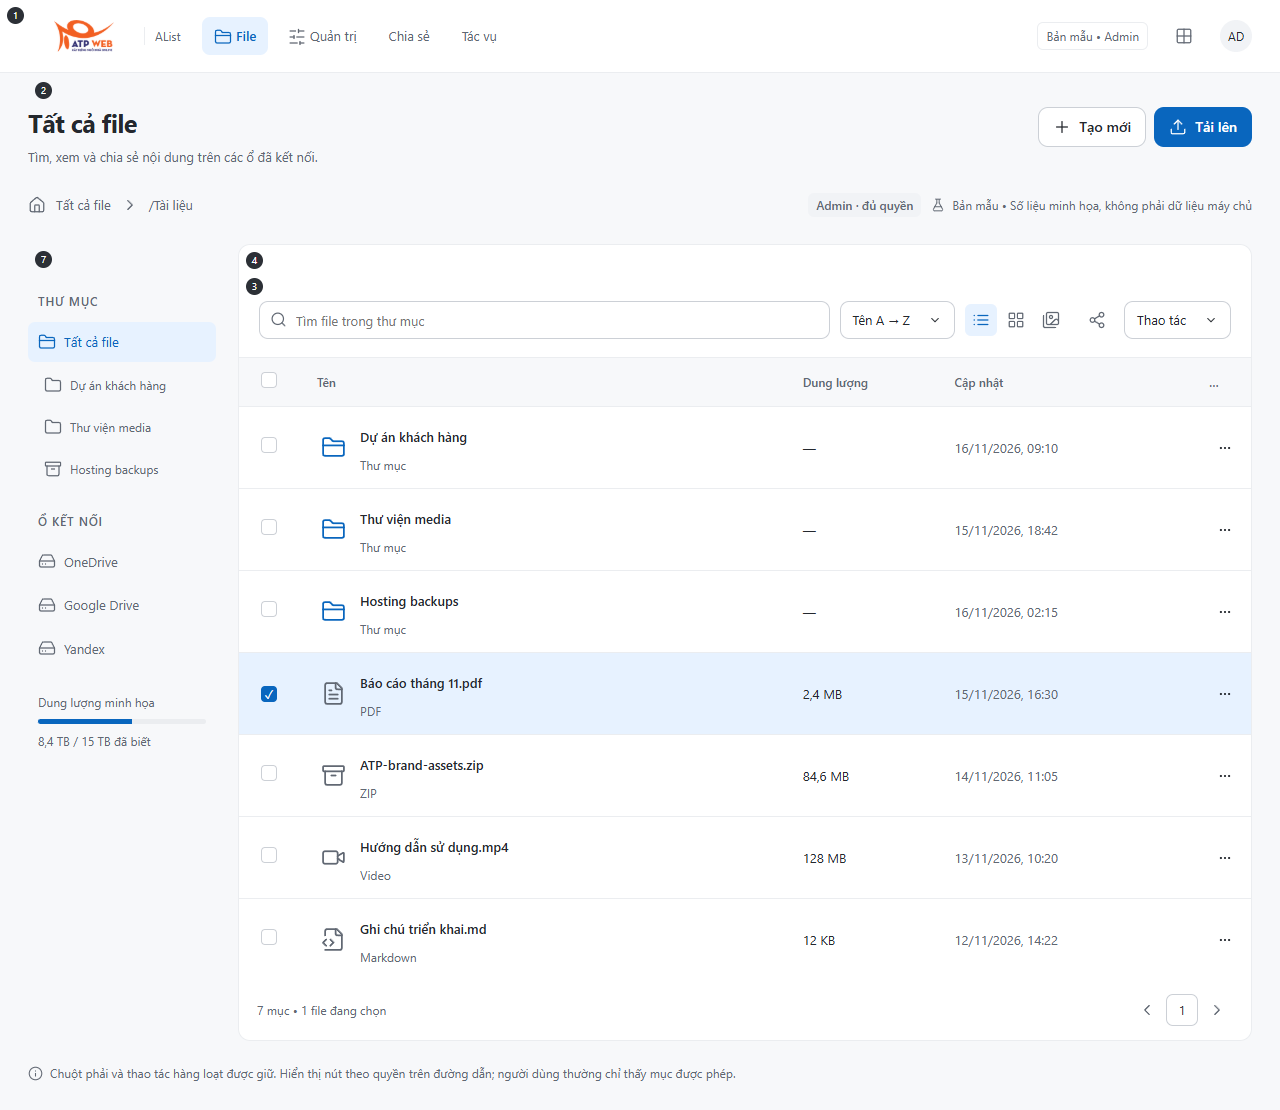 1
ATP WEB
AList
File
Quản trị
Chia sẻ
Tác vụ
Bản mẫu • Admin
AD
2
Tất cả file
Tìm, xem và chia sẻ nội dung trên các ổ đã kết nối.
Tạo mới
Tải lên
Tất cả file
/Tài liệu
Admin · đủ quyền
Bản mẫu • Số liệu minh họa, không phải dữ liệu máy chủ
7
THƯ MỤC
Tất cả file
Dự án khách hàng
Thư viện media
Hosting backups
Ổ KẾT NỐI
OneDrive
Google Drive
Yandex
Dung lượng minh họa
8,4 TB / 15 TB đã biết
4
3
Tìm file trong thư mục
Tên A → Z
Thao tác
Tên
Dung lượng
Cập nhật
...
Dự án khách hàng
Thư mục
—
16/11/2026, 09:10
Thư viện media
Thư mục
—
15/11/2026, 18:42
Hosting backups
Thư mục
—
16/11/2026, 02:15
Báo cáo tháng 11.pdf
PDF
2,4 MB
15/11/2026, 16:30
ATP-brand-assets.zip
ZIP
84,6 MB
14/11/2026, 11:05
Hướng dẫn sử dụng.mp4
Video
128 MB
13/11/2026, 10:20
Ghi chú triển khai.md
Markdown
12 KB
12/11/2026, 14:22
7 mục • 1 file đang chọn
1
Chuột phải và thao tác hàng loạt được giữ. Hiển thị nút theo quyền trên đường dẫn; người dùng thường chỉ thấy mục được phép.